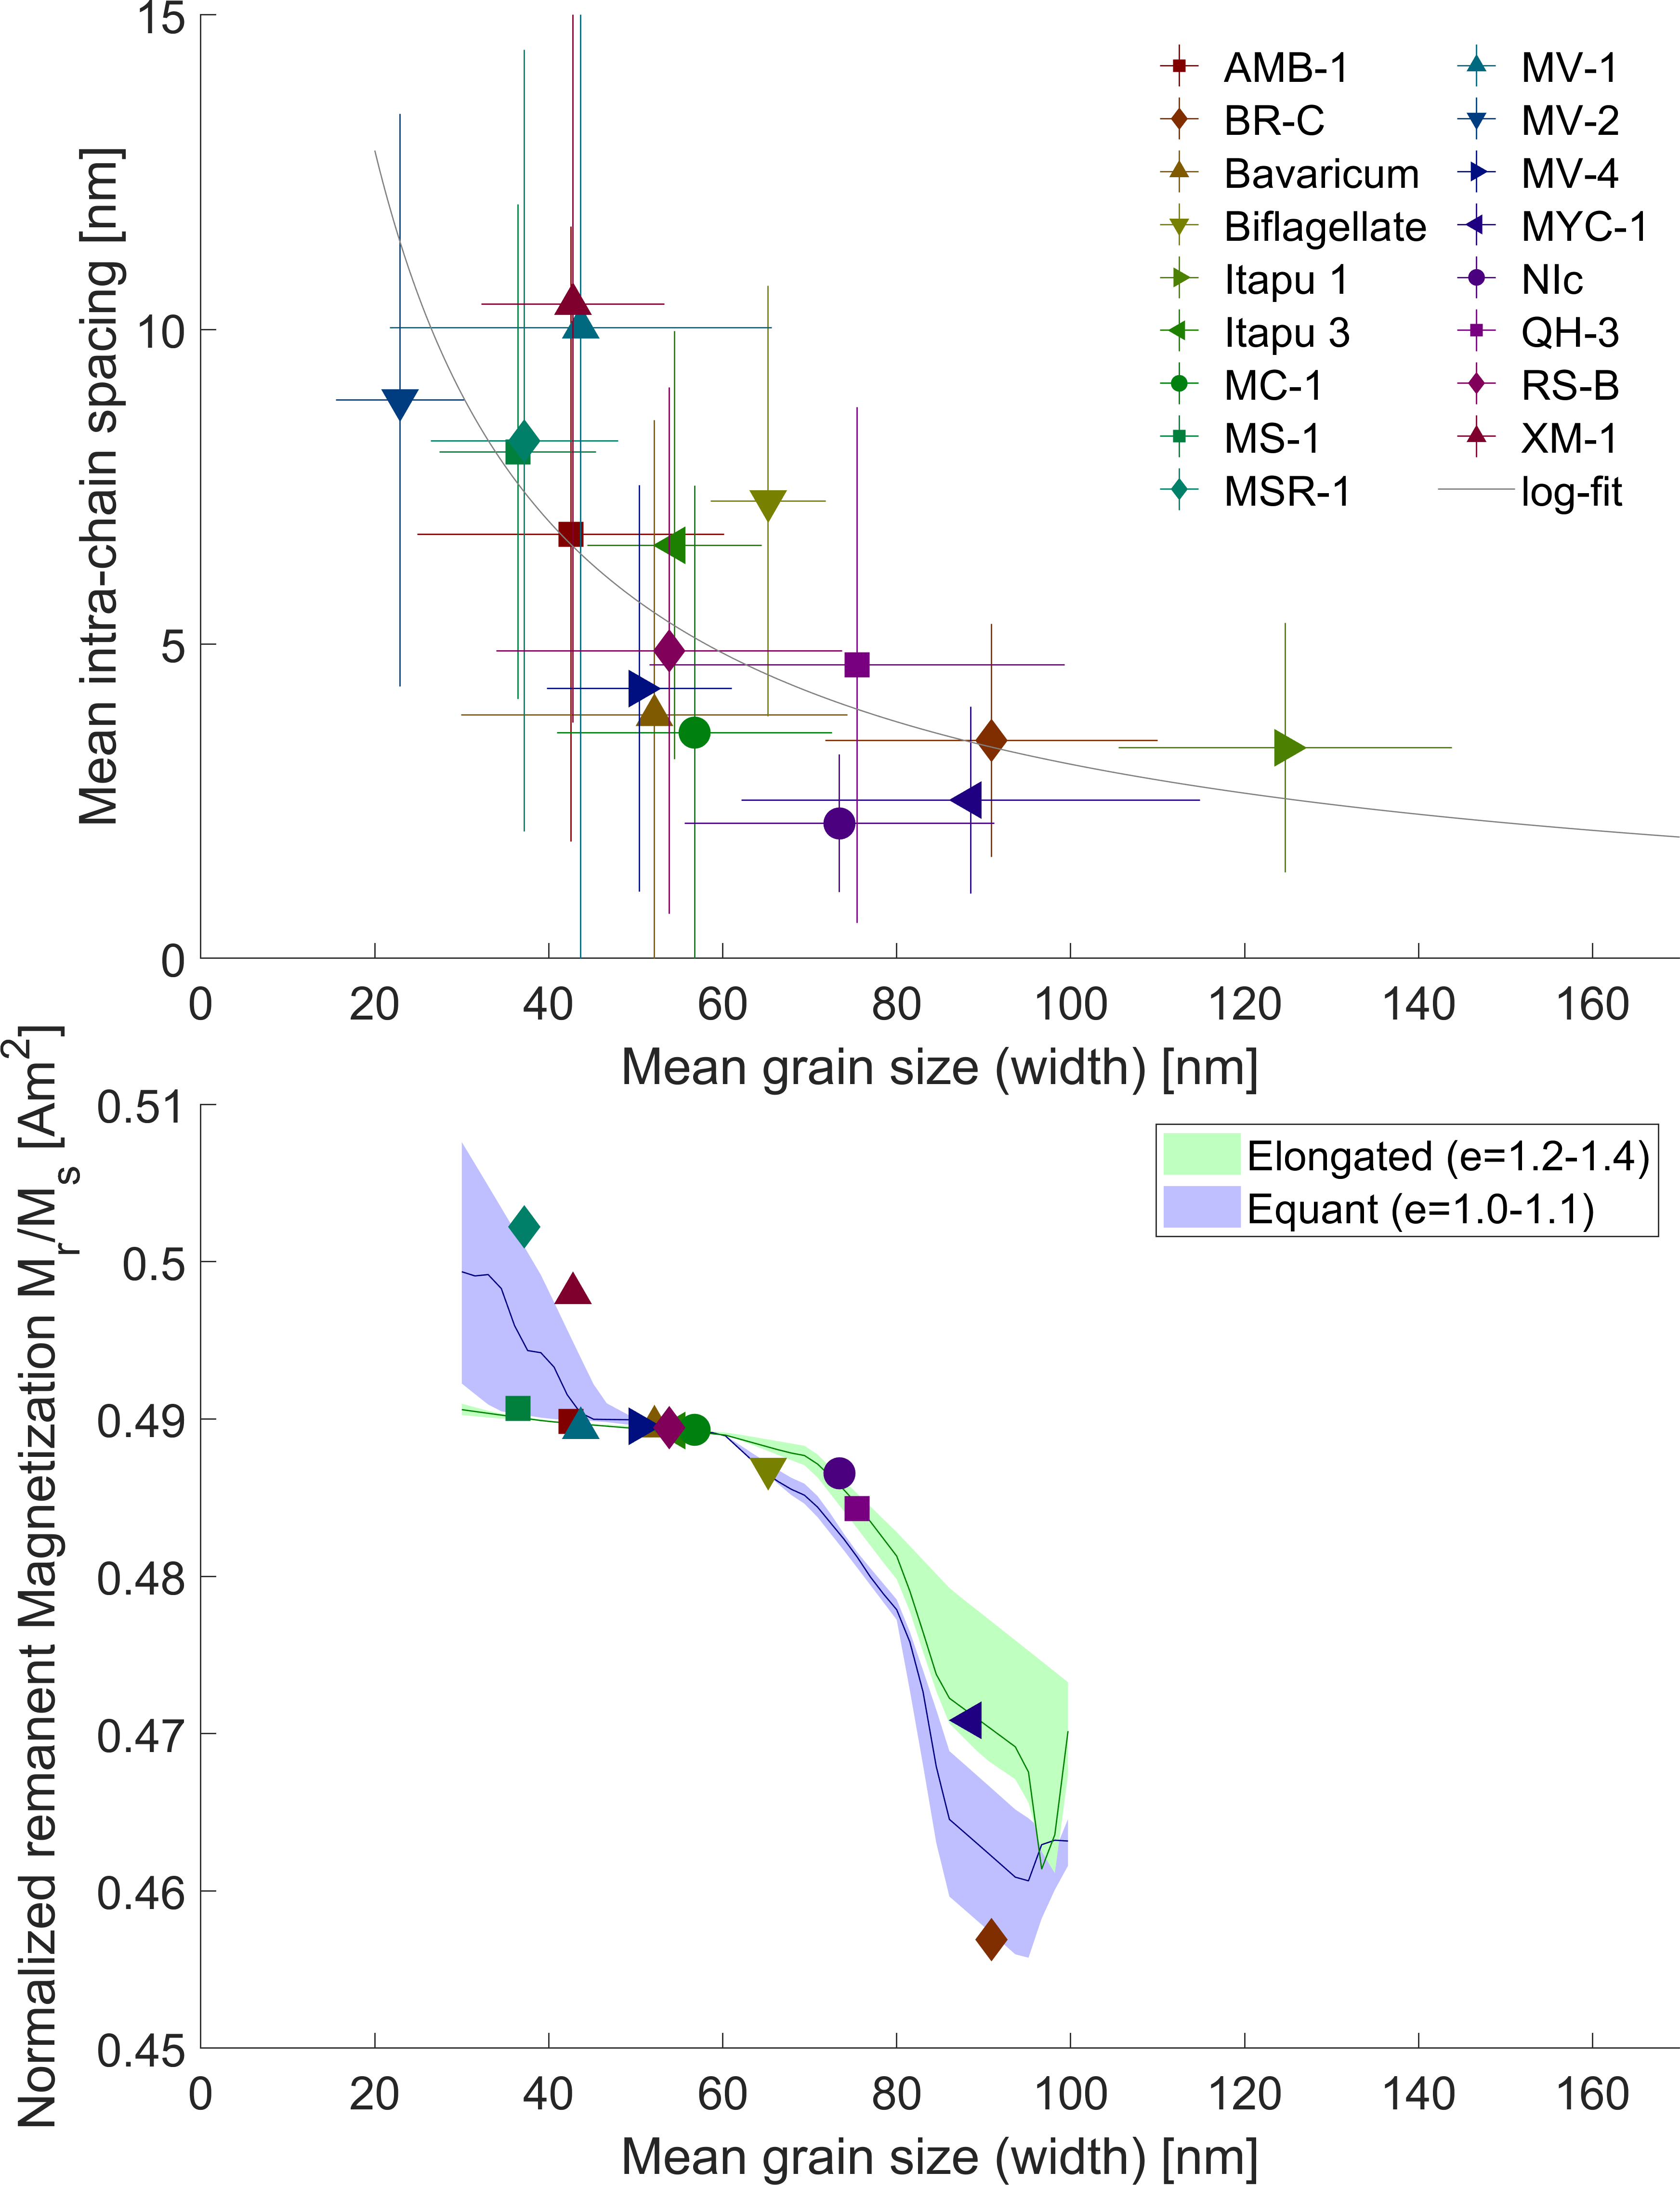 15
10
5
0
Mean intra-chain spacing [nm]
AMB-1
BR-C
Bavaricum
Biflagellate
Itapu 1
Itapu 3
MC-1
MS-1
MSR-1
MV-1
MV-2
MV-4
MYC-1
NIc
QH-3
RS-B
XM-1
log-fit
0 20 40 60 80 100 120 140 160
Mean grain size (width) [nm]
0.51
0.5
0.49
0.48
0.47
0.46
0.45
Normalized remanent Magnetization M_r/M_s [Am^2]
Elongated (e=1.2-1.4)
Equant (e=1.0-1.1)
0 20 40 60 80 100 120 140 160
Mean grain size (width) [nm]